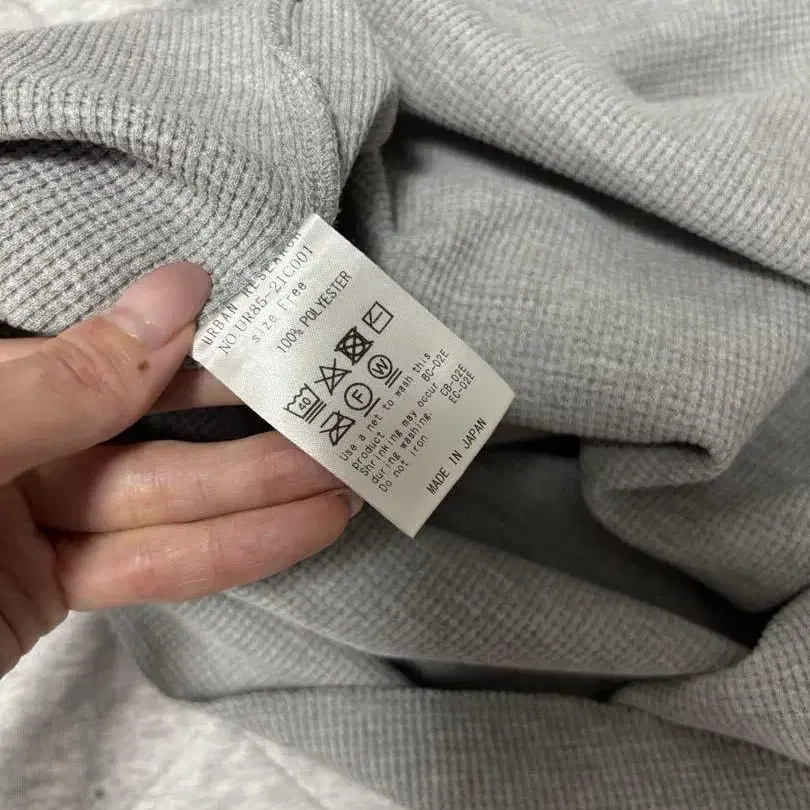 URBAN RESEARCH
NO.UR85-21C001
size Free
100% POLYESTER
40
F W
Use a net to wash this
product BC-02E
Shrinking may occur CB-02E
during washing. EC-02E
Do not iron
MADE IN JAPAN